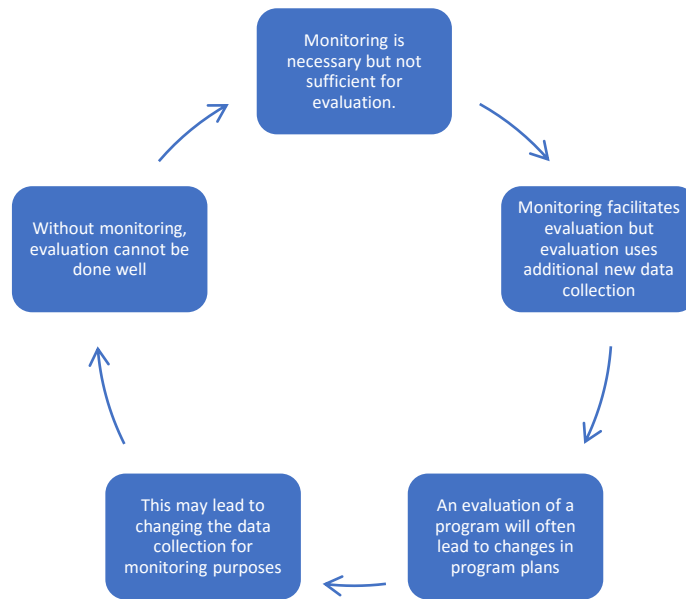 Monitoring is
necessary but not
sufficient for
evaluation.
Monitoring facilitates
evaluation but
evaluation uses
additional new data
collection
An evaluation of a
program will often
lead to changes in
program plans
This may lead to
changing the data
collection for
monitoring purposes
Without monitoring,
evaluation cannot be
done well